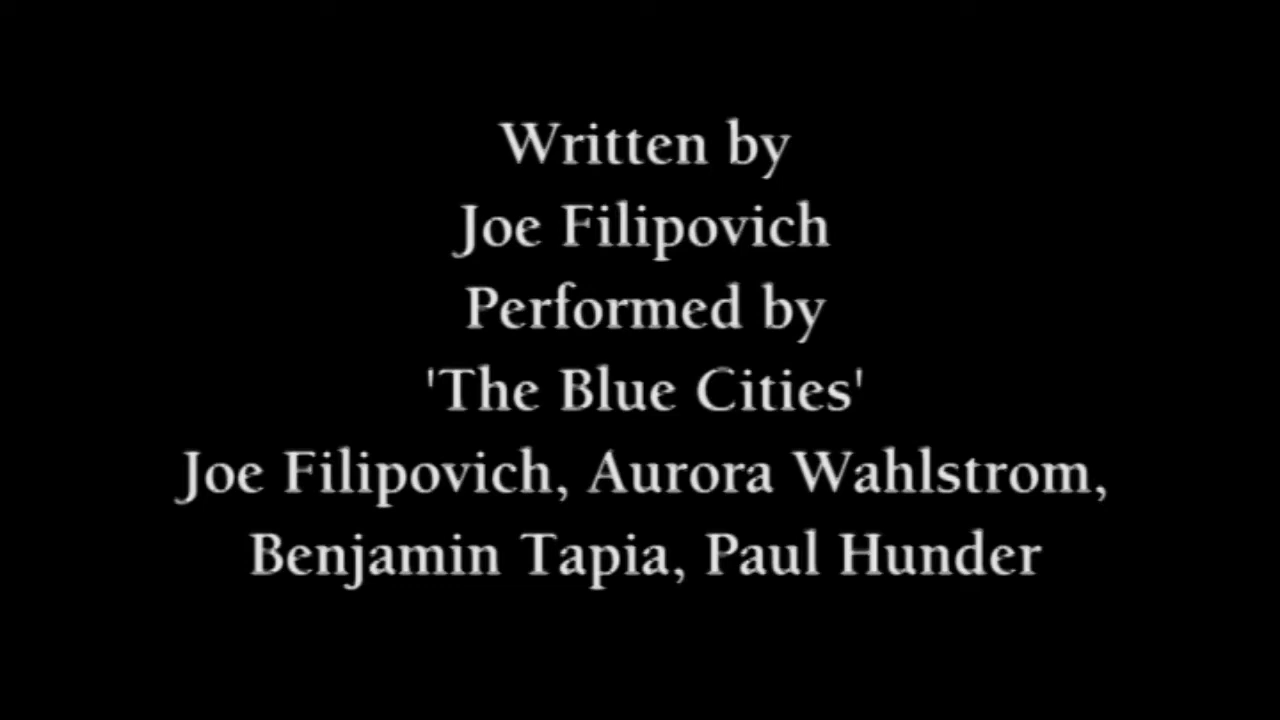 Written by
Joe Filipovich
Performed by
'The Blue Cities'
Joe Filipovich, Aurora Wahlstrom,
Benjamin Tapia, Paul Hunder